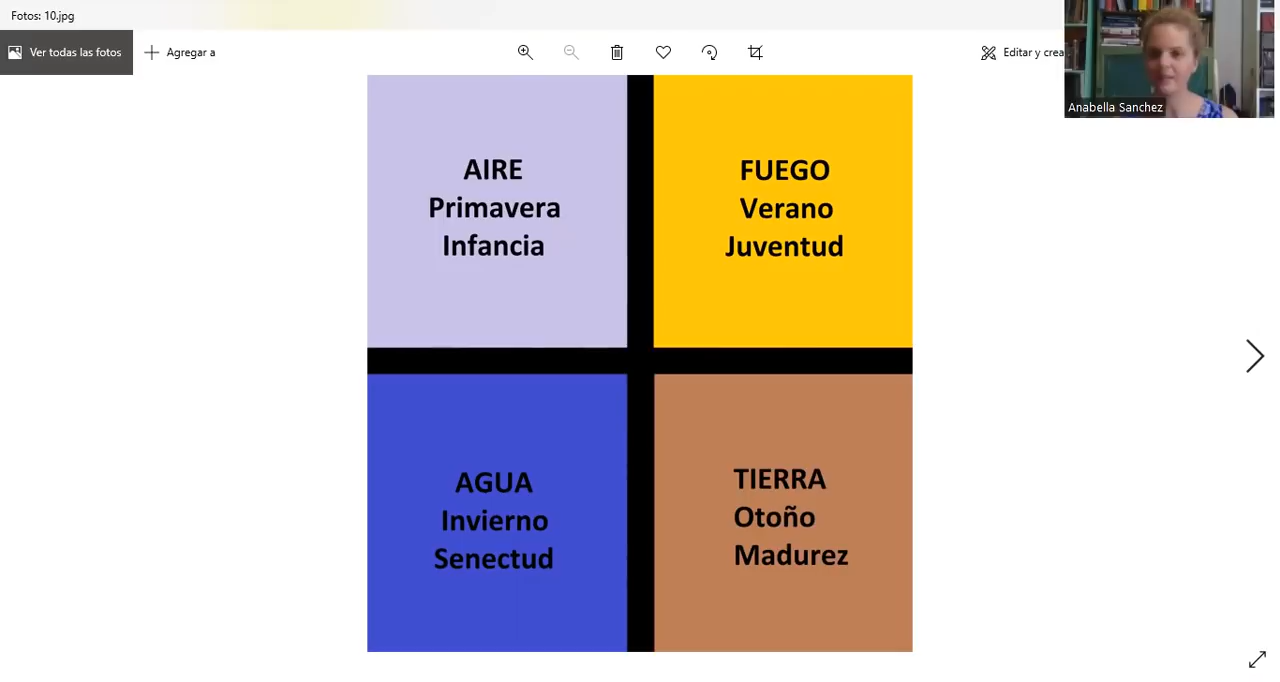 Fotos: 10.jpg
Ver todas las fotos
Agregar a
Editar y crea
Anabella Sanchez
AIRE
Primavera
Infancia
FUEGO
Verano
Juventud
AGUA
Invierno
Senectud
TIERRA
Otoño
Madurez